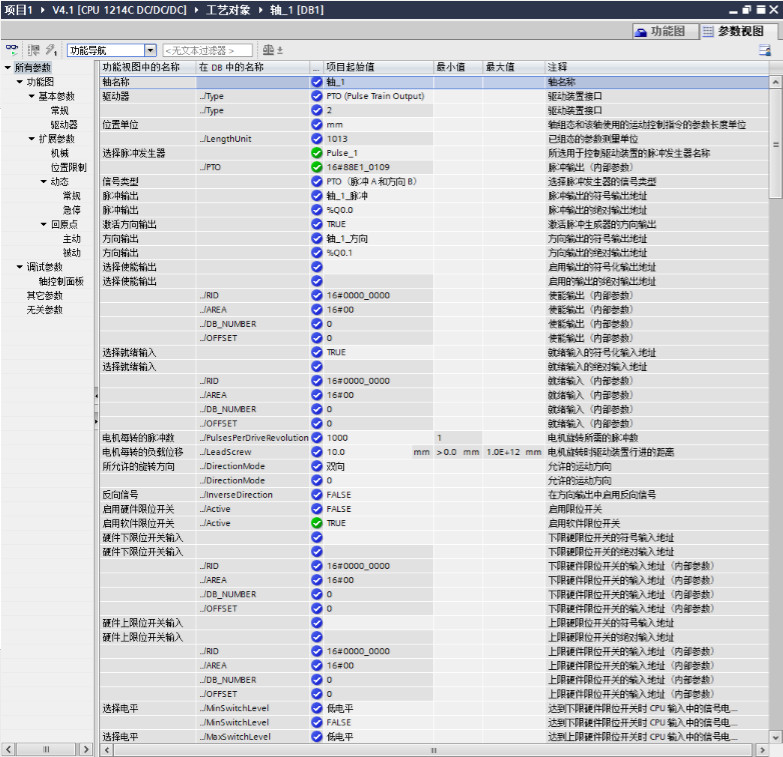 项目1 ▸ V4.1 [CPU 1214C DC/DC/DC] ▸ 工艺对象 ▸ 轴_1 [DB1]
功能图 参数视图
功能导航 <无文本过滤器>
所有参数
功能图
基本参数
常规
驱动器
扩展参数
机械
位置限制
动态
常规
急停
回原点
主动
被动
调试参数
轴控制面板
其它参数
无关参数
功能视图中的名称 在 DB 中的名称 ... 项目起始值 最小值 最大值 注释
轴名称 轴_1 轴名称
驱动器 ../Type PTO (Pulse Train Output) 驱动装置接口
../Type 2 驱动装置接口
位置单位 mm 轴组态和该轴使用的运动控制指令的参数长度单位
../LengthUnit 1013 已组态的参数测量单位
选择脉冲发生器 Pulse_1 所选用于控制驱动装置的脉冲发生器名称
../PTO 16#88E1_0109 脉冲输出（内部参数）
信号类型 PTO（脉冲 A 和方向 B） 选择脉冲发生器的信号类型
脉冲输出 轴_1_脉冲 脉冲输出的符号输出地址
脉冲输出 %Q0.0 脉冲输出的绝对输出地址
激活方向输出 TRUE 激活脉冲生成器的方向输出
方向输出 轴_1_方向 方向输出的符号输出地址
方向输出 %Q0.1 方向输出的绝对输出地址
选择使能输出 启用输出的符号化输出地址
选择使能输出 启用的输出的绝对输出地址
../RID 16#0000_0000 使能输出（内部参数）
../AREA 16#00 使能输出（内部参数）
../DB_NUMBER 0 使能输出（内部参数）
../OFFSET 0 使能输出（内部参数）
选择就绪输入 TRUE 就绪输入的符号化输入地址
选择就绪输入 就绪输入的绝对输入地址
../RID 16#0000_0000 就绪输入（内部参数）
../AREA 16#00 就绪输入（内部参数）
../DB_NUMBER 0 就绪输入（内部参数）
../OFFSET 0 就绪输入（内部参数）
电机每转的脉冲数 ../PulsesPerDriveRevolution 1000 1 电机旋转所需的脉冲数
电机每转的负载位移 ../LeadScrew 10.0 mm >0.0 mm 1.0E+12 mm 电机旋转时驱动装置行进的距离
所允许的旋转方向 ../DirectionMode 双向 允许的运动方向
../DirectionMode 0 允许的运动方向
反向信号 ../InverseDirection FALSE 在方向输出中启用反向信号
启用硬件限位开关 ../Active FALSE 启用限位开关
启用软件限位开关 ../Active TRUE 启用软件限位开关
硬件下限位开关输入 下限硬限位开关的符号输入地址
硬件下限位开关输入 下限硬限位开关的绝对输入地址
../RID 16#0000_0000 下限硬件限位开关的输入地址（内部参数）
../AREA 16#00 下限硬件限位开关的输入地址（内部参数）
../DB_NUMBER 0 下限硬件限位开关的输入地址（内部参数）
../OFFSET 0 下限硬件限位开关的输入地址（内部参数）
硬件上限位开关输入 上限硬件限位开关的符号输入地址
硬件上限位开关输入 上限硬件限位开关的绝对输入地址
../RID 16#0000_0000 上限硬件限位开关的输入地址（内部参数）
../AREA 16#00 上限硬件限位开关的输入地址（内部参数）
../DB_NUMBER 0 上限硬件限位开关的输入地址（内部参数）
../OFFSET 0 上限硬件限位开关的输入地址（内部参数）
选择电平 ../MinSwitchLevel 低电平 达到下限硬件限位开关时 CPU 输入中的信号电...
../MinSwitchLevel FALSE 达到下限硬件限位开关时 CPU 输入中的信号电...
选择电平 ../MaxSwitchLevel 低电平 达到上限硬件限位开关时 CPU 输入中的信号电...